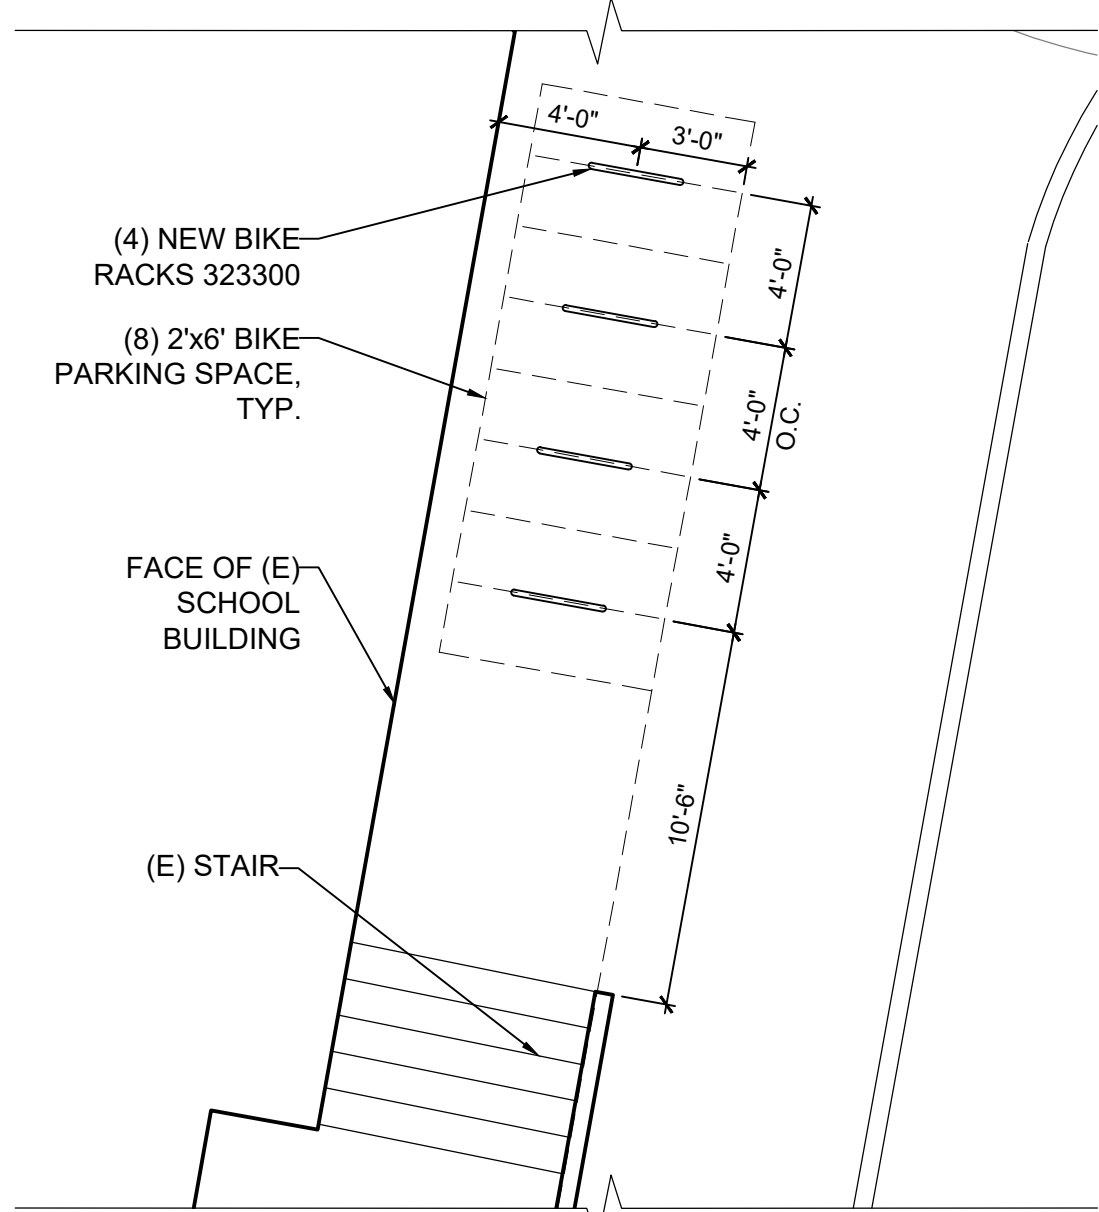 4'-0"
3'-0"
(4) NEW BIKE
RACKS 323300
4'-0"
(8) 2'x6' BIKE
PARKING SPACE,
TYP.
4'-0"
O.C.
4'-0"
FACE OF (E)
SCHOOL
BUILDING
10'-6"
(E) STAIR